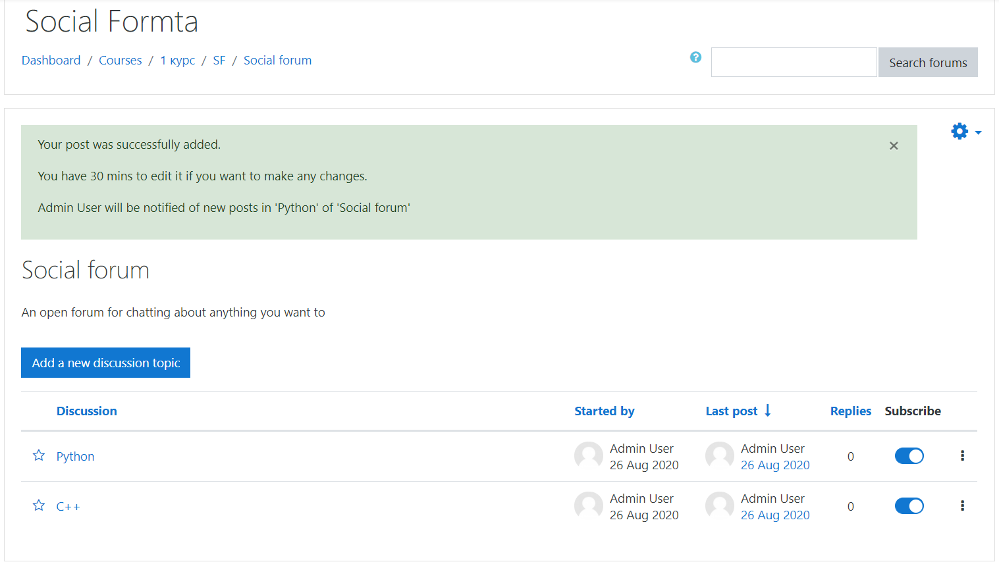 Social Formta
Dashboard / Courses / 1 курс / SF / Social forum
? Search forums
Your post was successfully added.
×
You have 30 mins to edit it if you want to make any changes.
Admin User will be notified of new posts in 'Python' of 'Social forum'
Social forum
An open forum for chatting about anything you want to
Add a new discussion topic
Discussion Started by Last post ↓ Replies Subscribe
Python Admin User 26 Aug 2020 Admin User 26 Aug 2020 0
C++ Admin User 26 Aug 2020 Admin User 26 Aug 2020 0